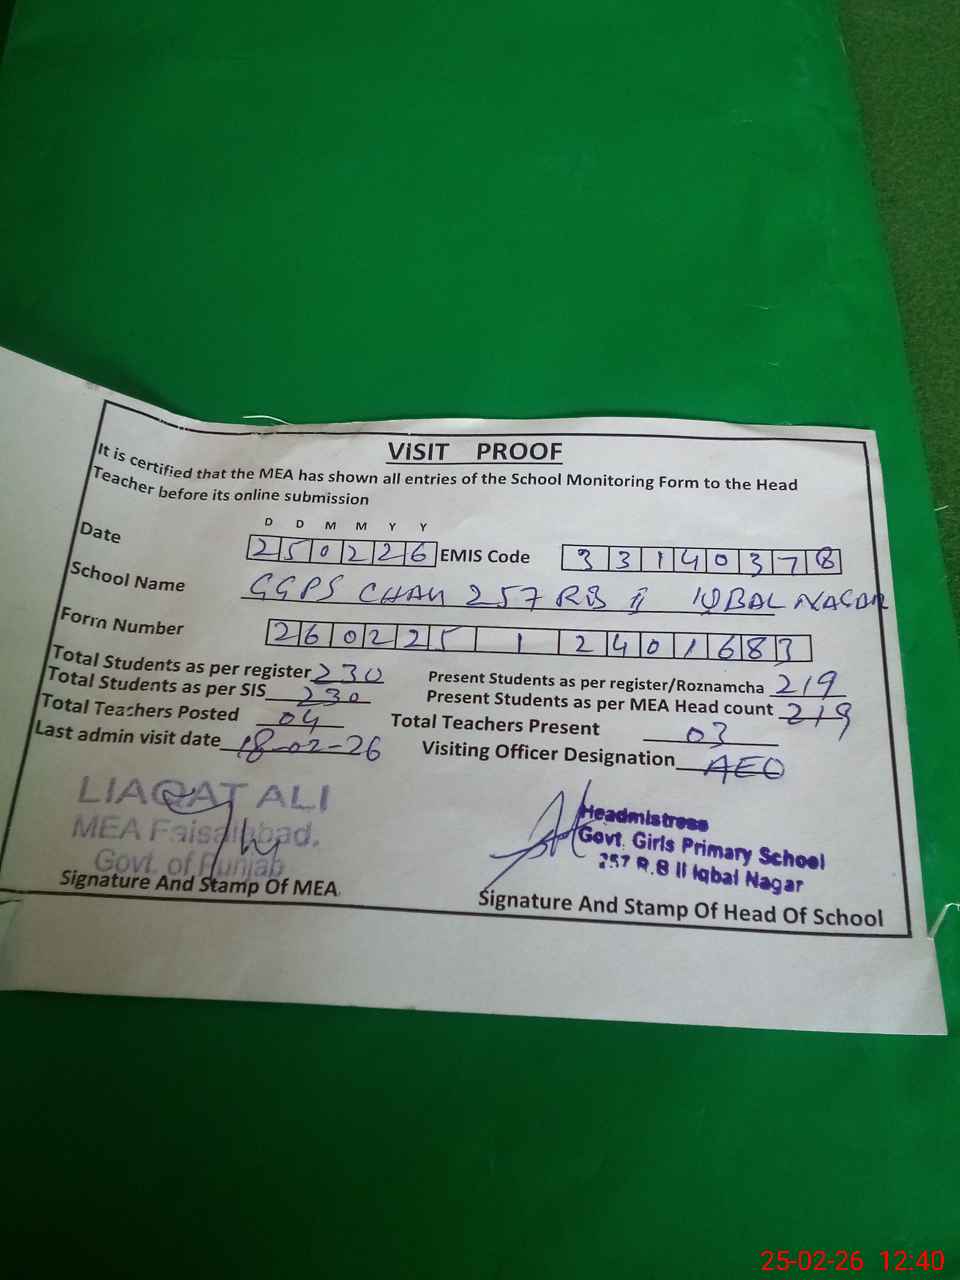 VISIT PROOF
It is certified that the MEA has shown all entries of the School Monitoring Form to the Head
Teacher before its online submission
D D M M Y Y
Date 250226 EMIS Code 33140378
School Name GGPS CHAK 257 RB II IQBAL NAGAR
Form Number 260225 1 2401683
Total Students as per register 230 Present Students as per register/Roznamcha 219
Total Students as per SIS 230 Present Students as per MEA Head count 219
Total Teachers Posted 04 Total Teachers Present 03
Last admin visit date 18-02-26 Visiting Officer Designation AEO
LIAQAT ALI
MEA Faisalabad,
Govt. of Punjab
Signature And Stamp Of MEA
Headmistress
Govt. Girls Primary School
257 R.B II Iqbal Nagar
Signature And Stamp Of Head Of School
25-02-26 12:40